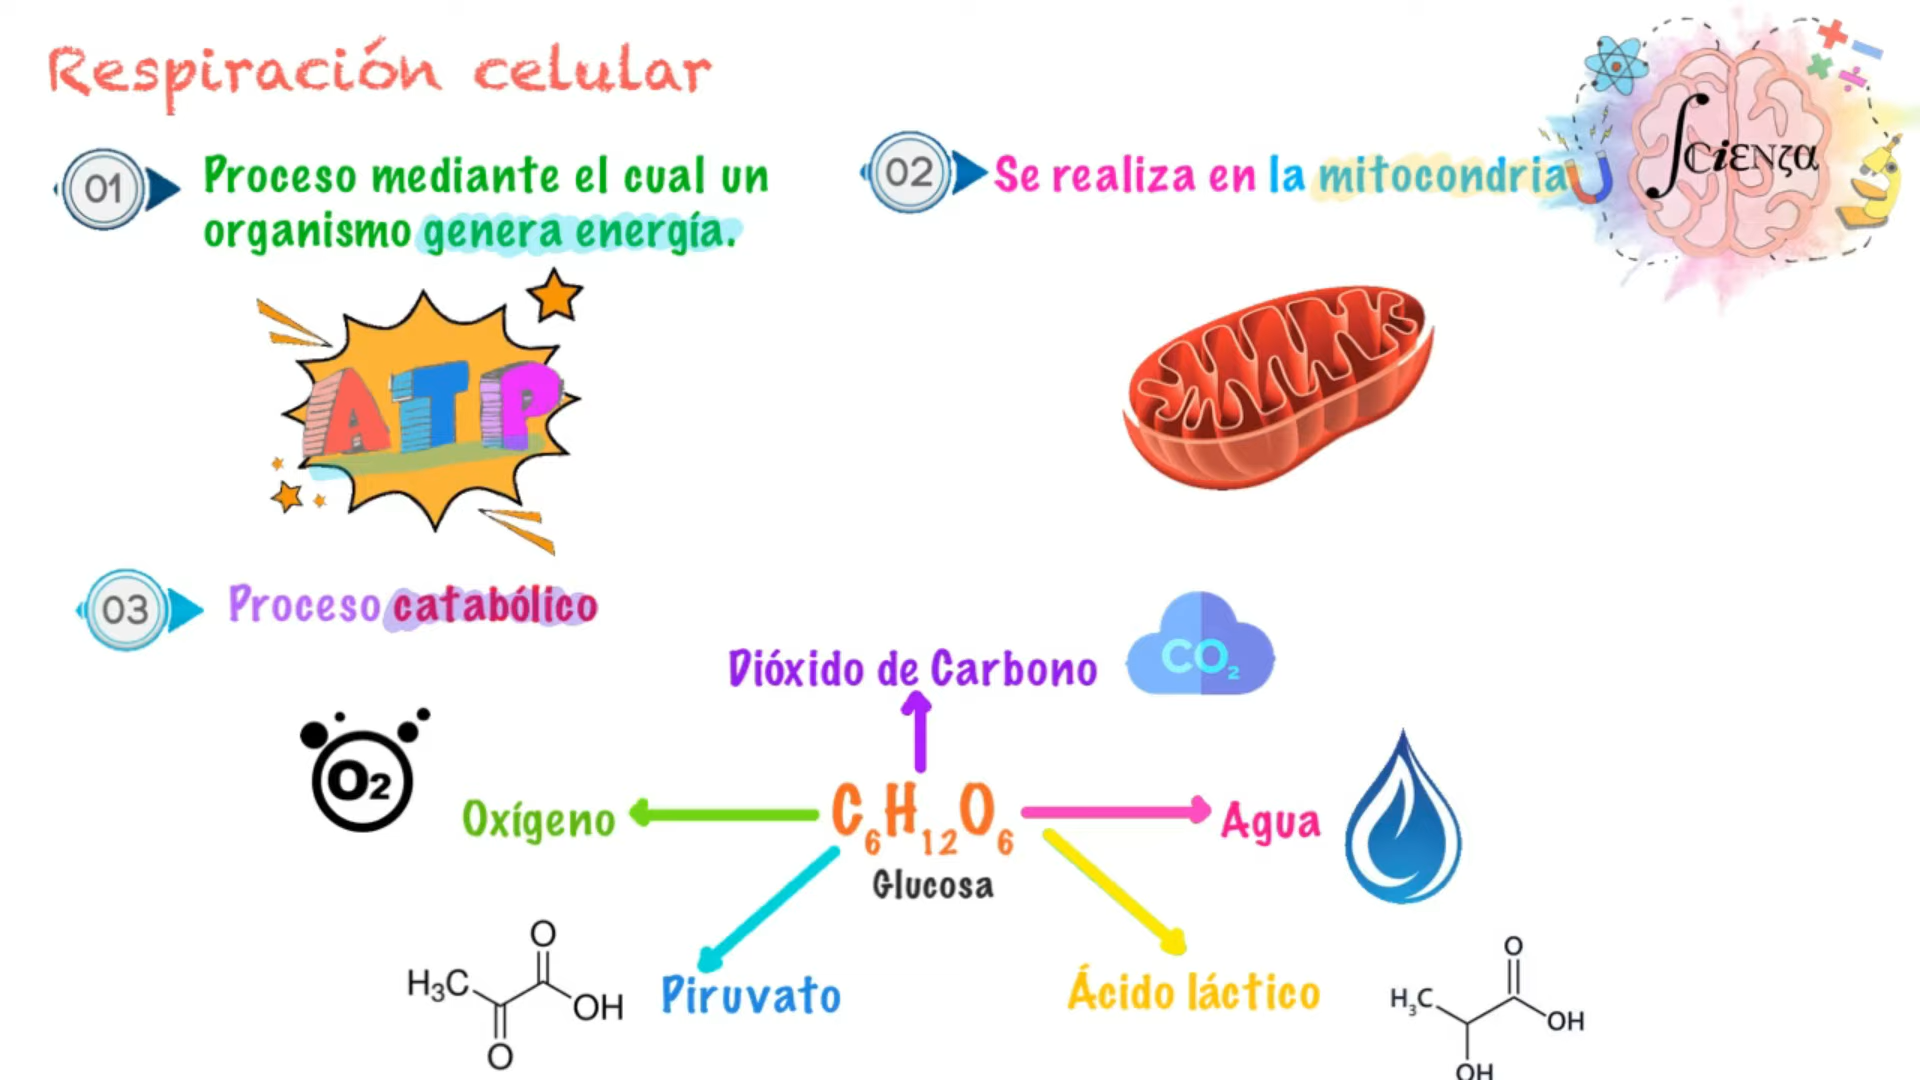 Respiración celular
01
Proceso mediante el cual un
organismo genera energía.
02
Se realiza en la mitocondria
∫CiENζα
ATP
03
Proceso catabólico
Dióxido de Carbono
CO₂
O2
Oxígeno
C₆H₁₂O₆
Glucosa
Agua
Piruvato
Ácido láctico
O
H₃C
OH
O
O
H₃C
OH
OH